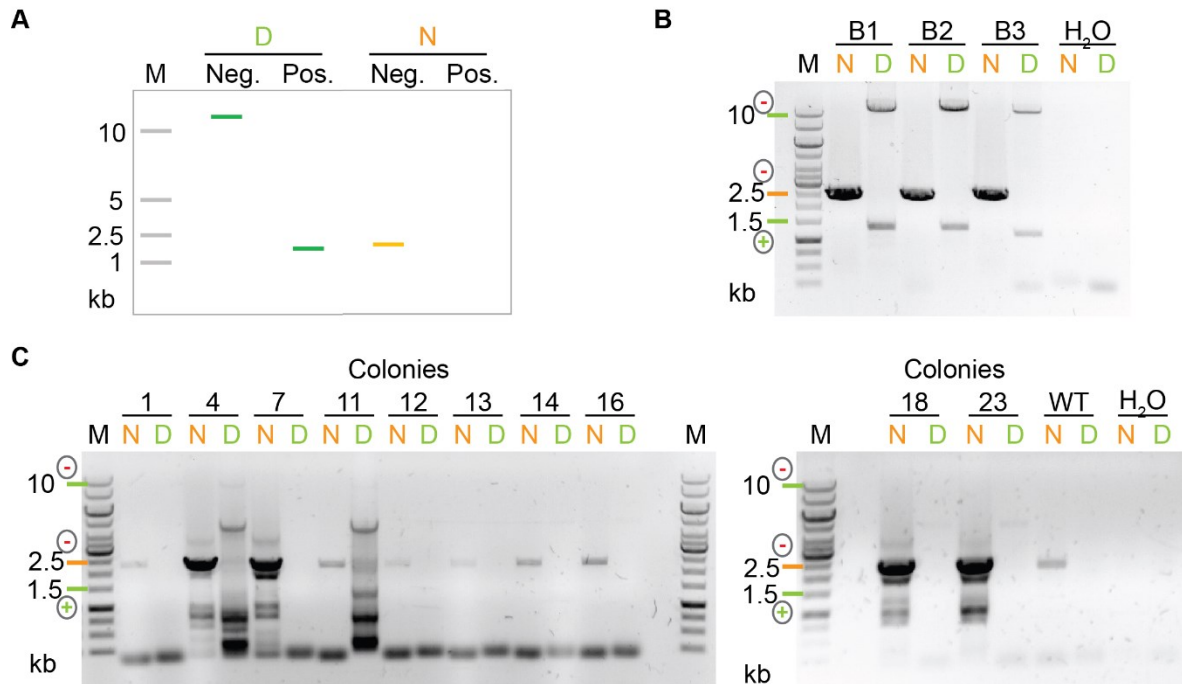 A
D N
M Neg. Pos. Neg. Pos.
10
5
2.5
1
kb
B
B1 B2 B3 H₂O
M N D N D N D N D
-
10
-
2.5
1.5
+
kb
C
Colonies
1 4 7 11 12 13 14 16
M N D N D N D N D N D N D N D N D M
-
10
-
2.5
1.5
+
kb
Colonies
18 23 WT H₂O
M N D N D N D N D
-
10
-
2.5
1.5
+
kb